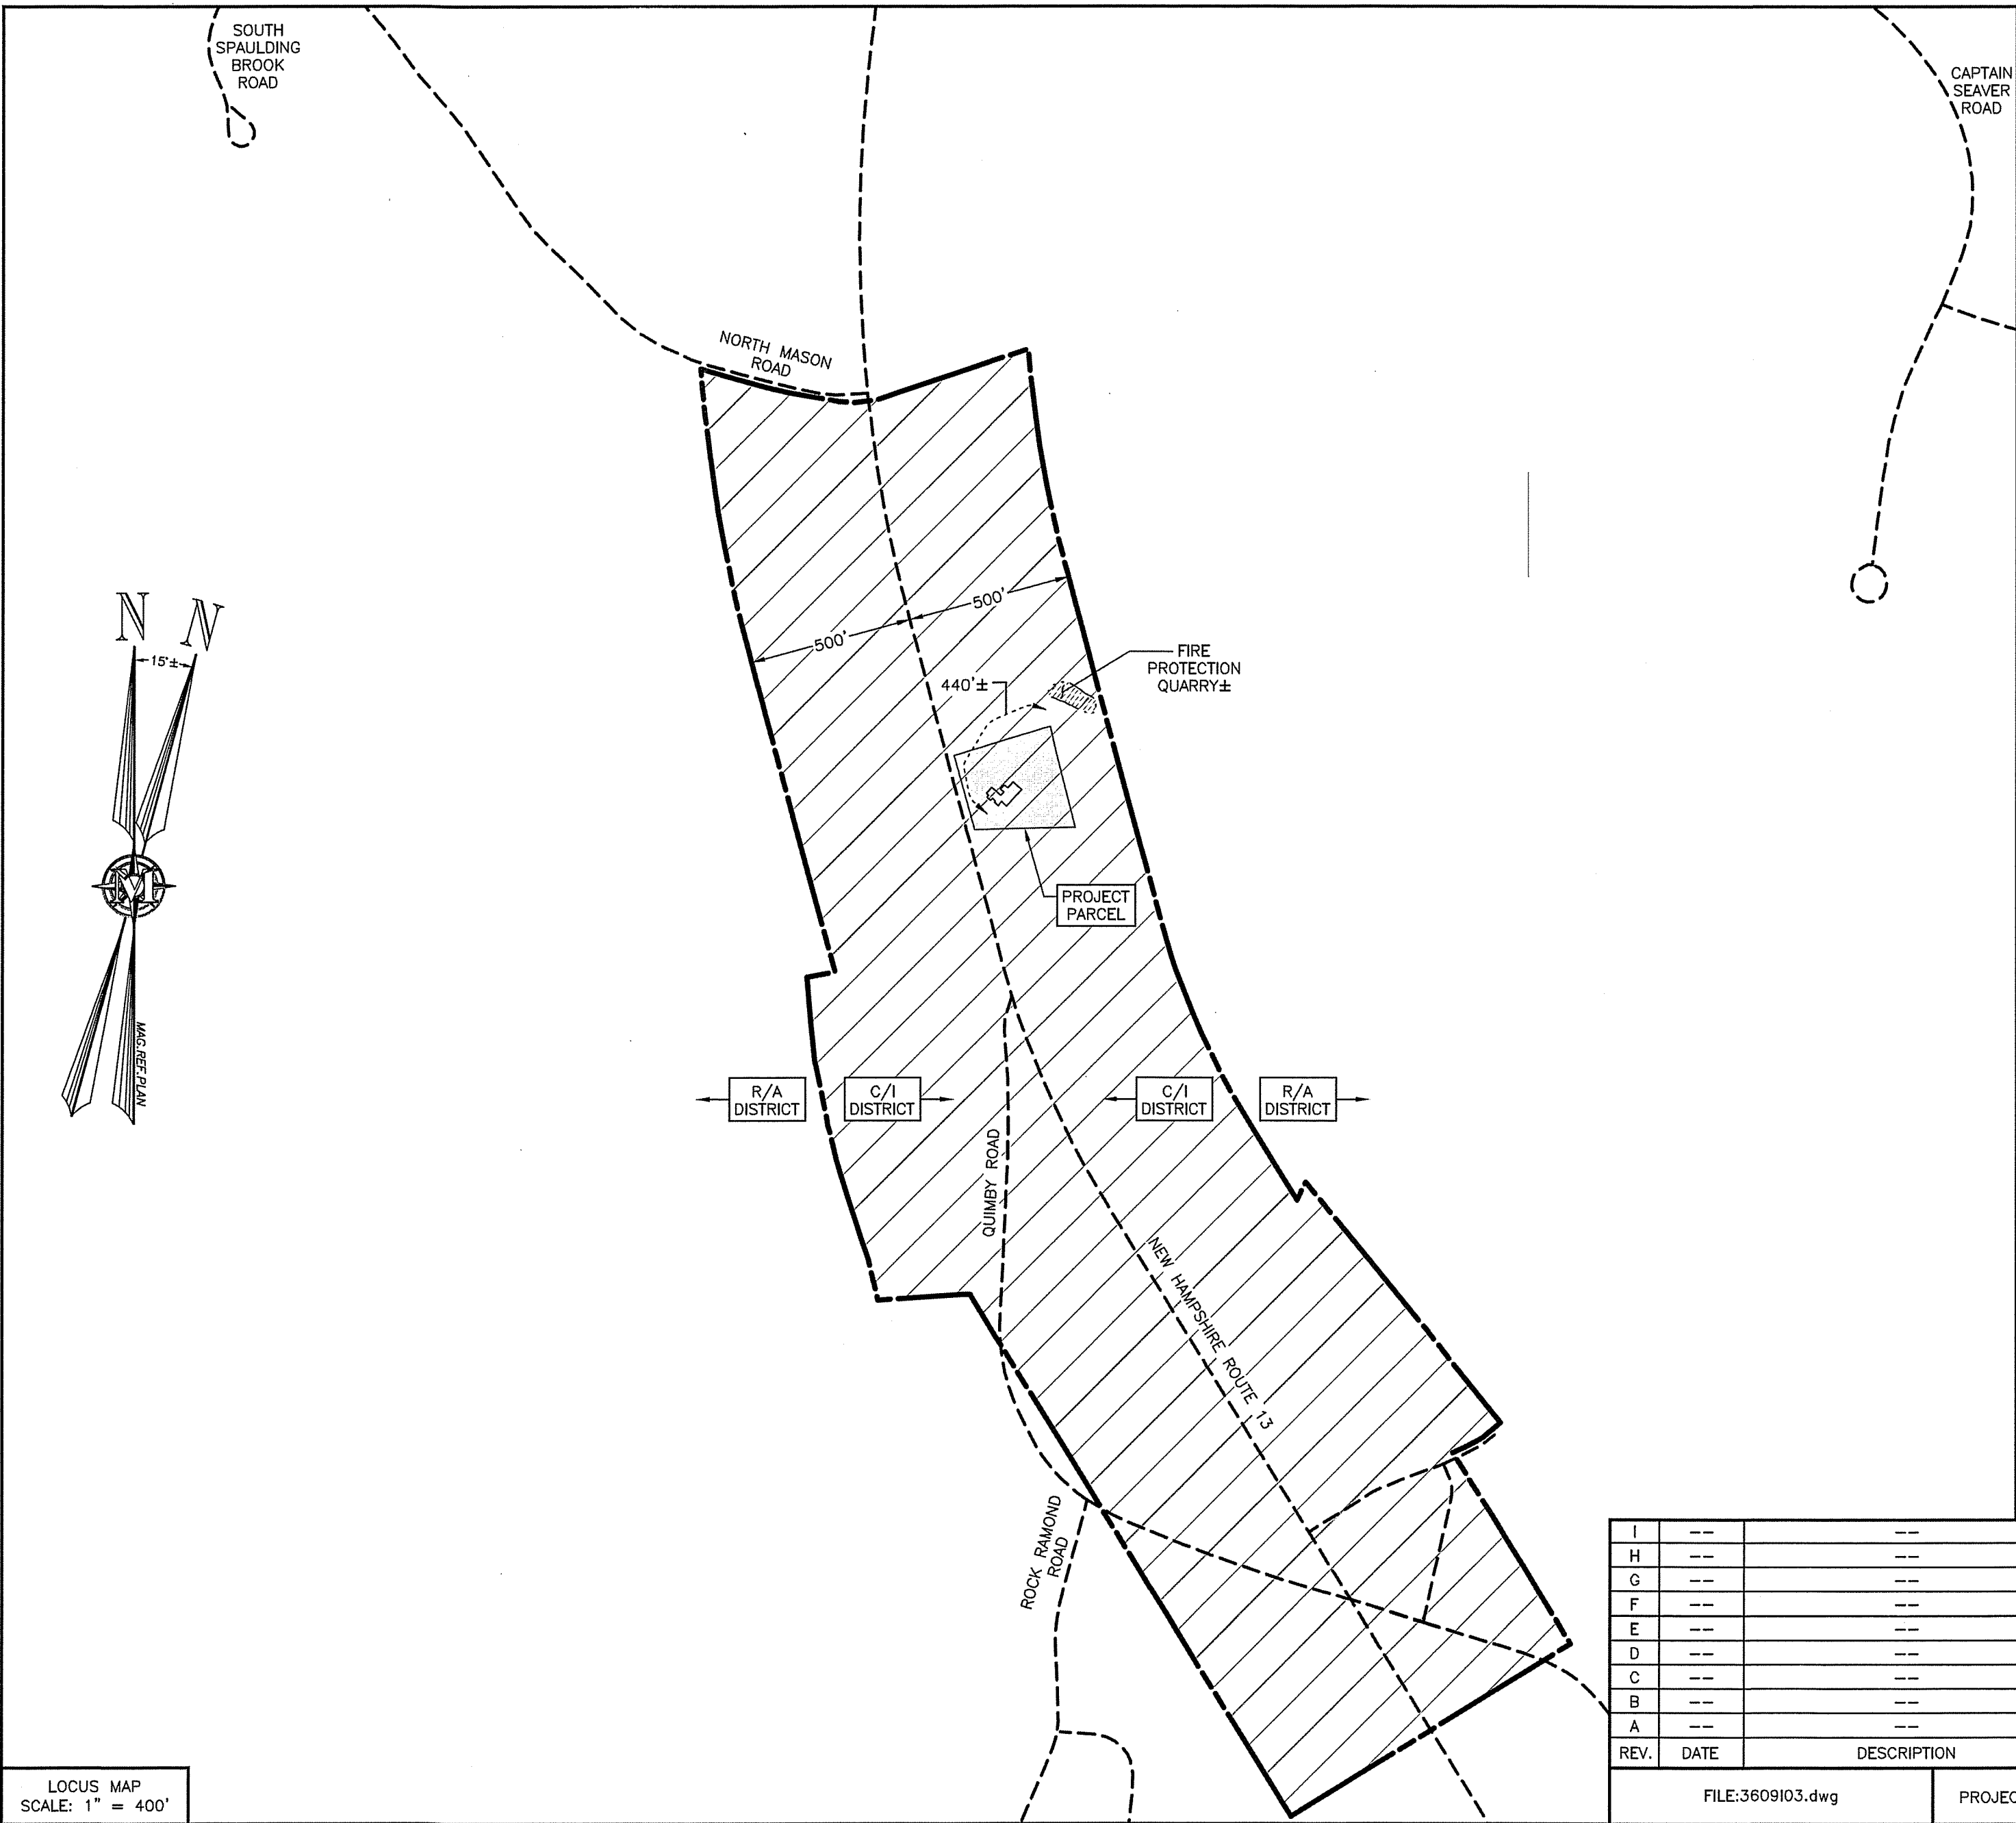 SOUTH
SPAULDING
BROOK
ROAD
CAPTAIN
SEAVER
ROAD
NORTH MASON
ROAD
N N
15°±
500'
500'
FIRE
PROTECTION
QUARRY±
440'±
PROJECT
PARCEL
MAG.REF.PLAN
R/A
DISTRICT
C/I
DISTRICT
C/I
DISTRICT
R/A
DISTRICT
QUIMBY ROAD
NEW HAMPSHIRE ROUTE 13
ROCK RAMOND
ROAD
I -- --
H -- --
G -- --
F -- --
E -- --
D -- --
C -- --
B -- --
A -- --
REV. DATE DESCRIPTION
FILE:3609I03.dwg PROJEC
LOCUS MAP
SCALE: 1" = 400'